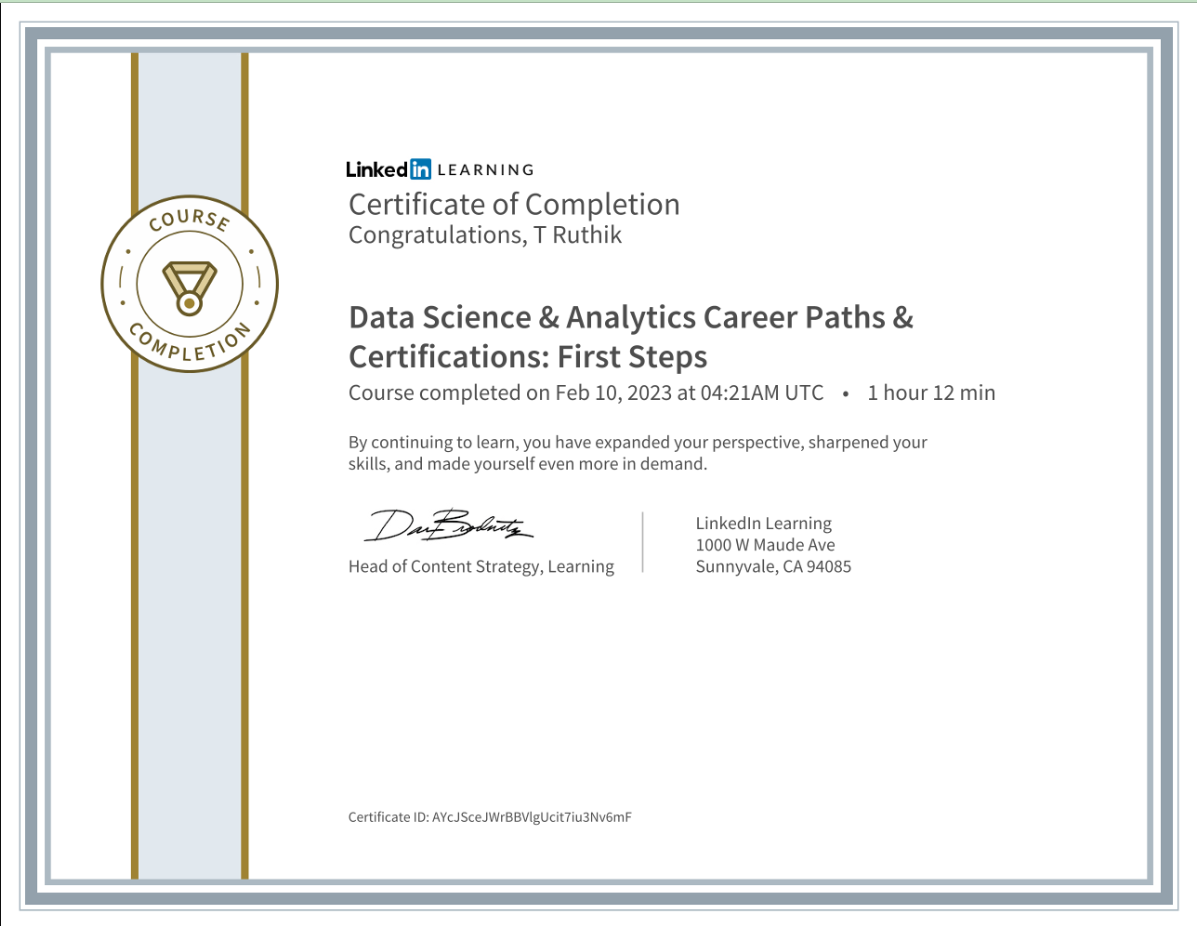 COURSE
COMPLETION
Linked in LEARNING
Certificate of Completion
Congratulations, T Ruthik
Data Science & Analytics Career Paths &
Certifications: First Steps
Course completed on Feb 10, 2023 at 04:21AM UTC • 1 hour 12 min
By continuing to learn, you have expanded your perspective, sharpened your
skills, and made yourself even more in demand.
Head of Content Strategy, Learning
LinkedIn Learning
1000 W Maude Ave
Sunnyvale, CA 94085
Certificate ID: AYcJSceJWrBBVlgUcit7iu3Nv6mF